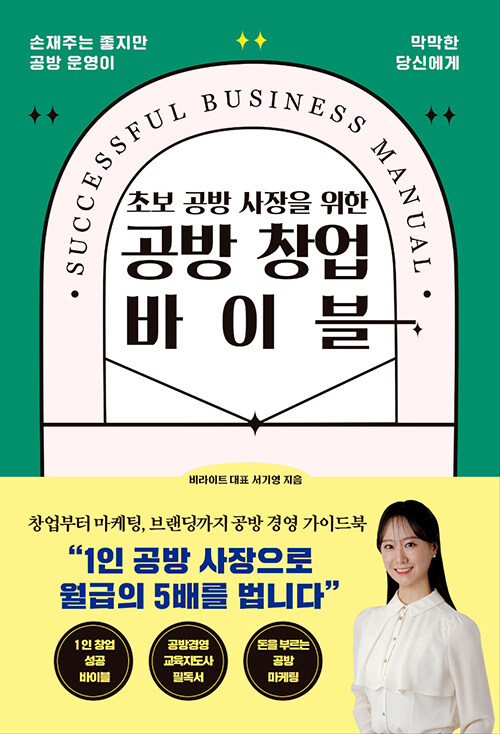 손재주는 좋지만
공방 운영이
막막한
당신에게
SUCCESSFUL BUSINESS MANUAL
초보 공방 사장을 위한
공방 창업
바이블
비라이트 대표 서기영 지음
창업부터 마케팅, 브랜딩까지 공방 경영 가이드북
“1인 공방 사장으로
월급의 5배를 법니다”
1인 창업
성공
바이블
공방경영
교육지도사
필독서
돈을 부르는
공방
마케팅